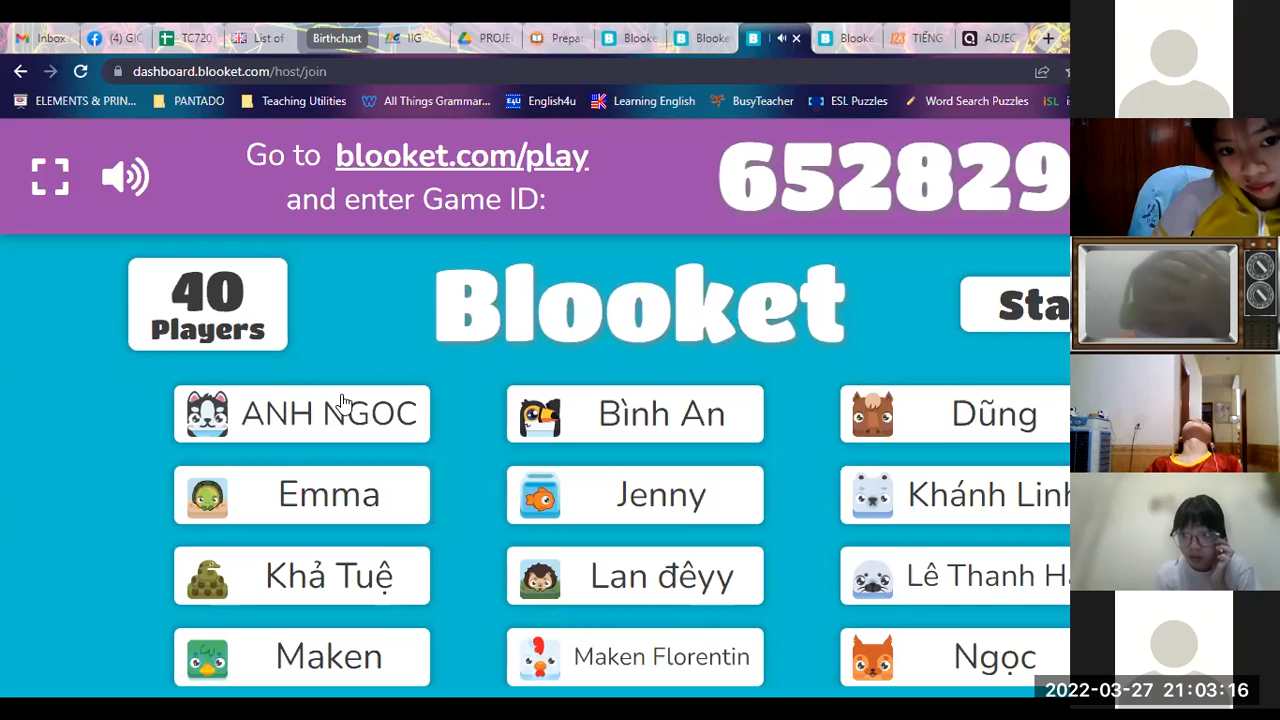 Inbox
(4) GIC
TC720
List of
Birthchart
IIG
PROJE
Prepar
Blooke
Blooke
Blooke
TIẾNG
ADJEC
dashboard.blooket.com/host/join
ELEMENTS & PRIN...
PANTADO
Teaching Utilities
All Things Grammar...
English4u
Learning English
BusyTeacher
ESL Puzzles
Word Search Puzzles
Go to blooket.com/play
and enter Game ID:
652829
40
Players
Blooket
Sta
ANH NGOC
Bình An
Dũng
Emma
Jenny
Khánh Linh
Khả Tuệ
Lan đêyy
Lê Thanh H
Maken
Maken Florentin
Ngọc
2022-03-27 21:03:16